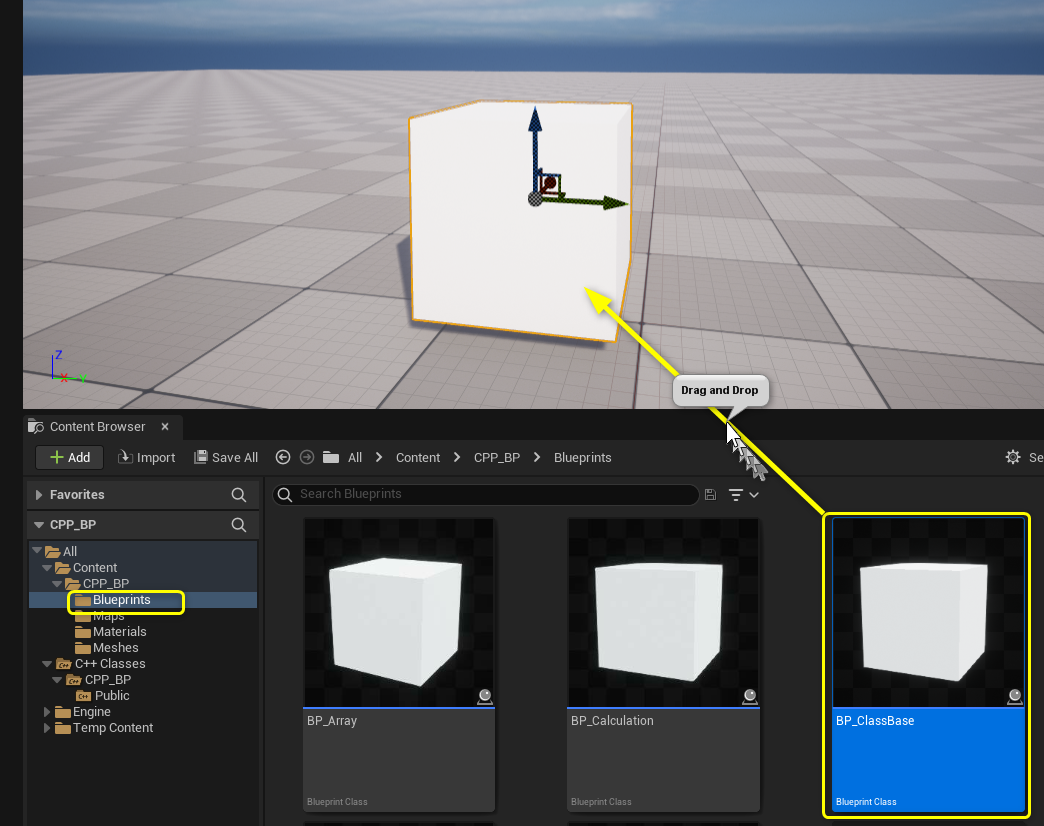 Z
X
Y
Drag and Drop
Content Browser
Add
Import
Save All
All
Content
CPP_BP
Blueprints
Se
Favorites
Search Blueprints
CPP_BP
All
Content
CPP_BP
Blueprints
Maps
Materials
Meshes
C++ Classes
CPP_BP
Public
Engine
Temp Content
BP_Array
Blueprint Class
BP_Calculation
Blueprint Class
BP_ClassBase
Blueprint Class